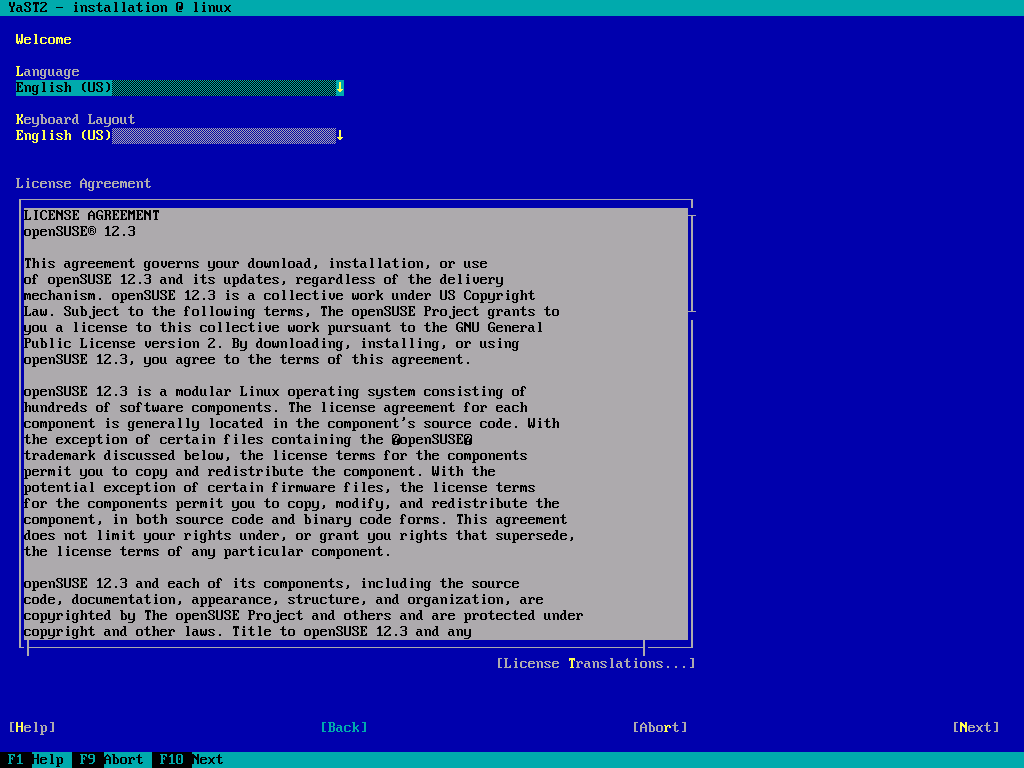 YaST2 - installation @ linux
Welcome
Language
English (US)
Keyboard Layout
English (US)
License Agreement
LICENSE AGREEMENT
openSUSE® 12.3
This agreement governs your download, installation, or use
of openSUSE 12.3 and its updates, regardless of the delivery
mechanism. openSUSE 12.3 is a collective work under US Copyright
Law. Subject to the following terms, The openSUSE Project grants to
you a license to this collective work pursuant to the GNU General
Public License version 2. By downloading, installing, or using
openSUSE 12.3, you agree to the terms of this agreement.
openSUSE 12.3 is a modular Linux operating system consisting of
hundreds of software components. The license agreement for each
component is generally located in the component's source code. With
the exception of certain files containing the �openSUSE�
trademark discussed below, the license terms for the components
permit you to copy and redistribute the component. With the
potential exception of certain firmware files, the license terms
for the components permit you to copy, modify, and redistribute the
component, in both source code and binary code forms. This agreement
does not limit your rights under, or grant you rights that supersede,
the license terms of any particular component.
openSUSE 12.3 and each of its components, including the source
code, documentation, appearance, structure, and organization, are
copyrighted by The openSUSE Project and others and are protected under
copyright and other laws. Title to openSUSE 12.3 and any
[License Translations...]
[Help] [Back] [Abort] [Next]
F1 Help F9 Abort F10 Next